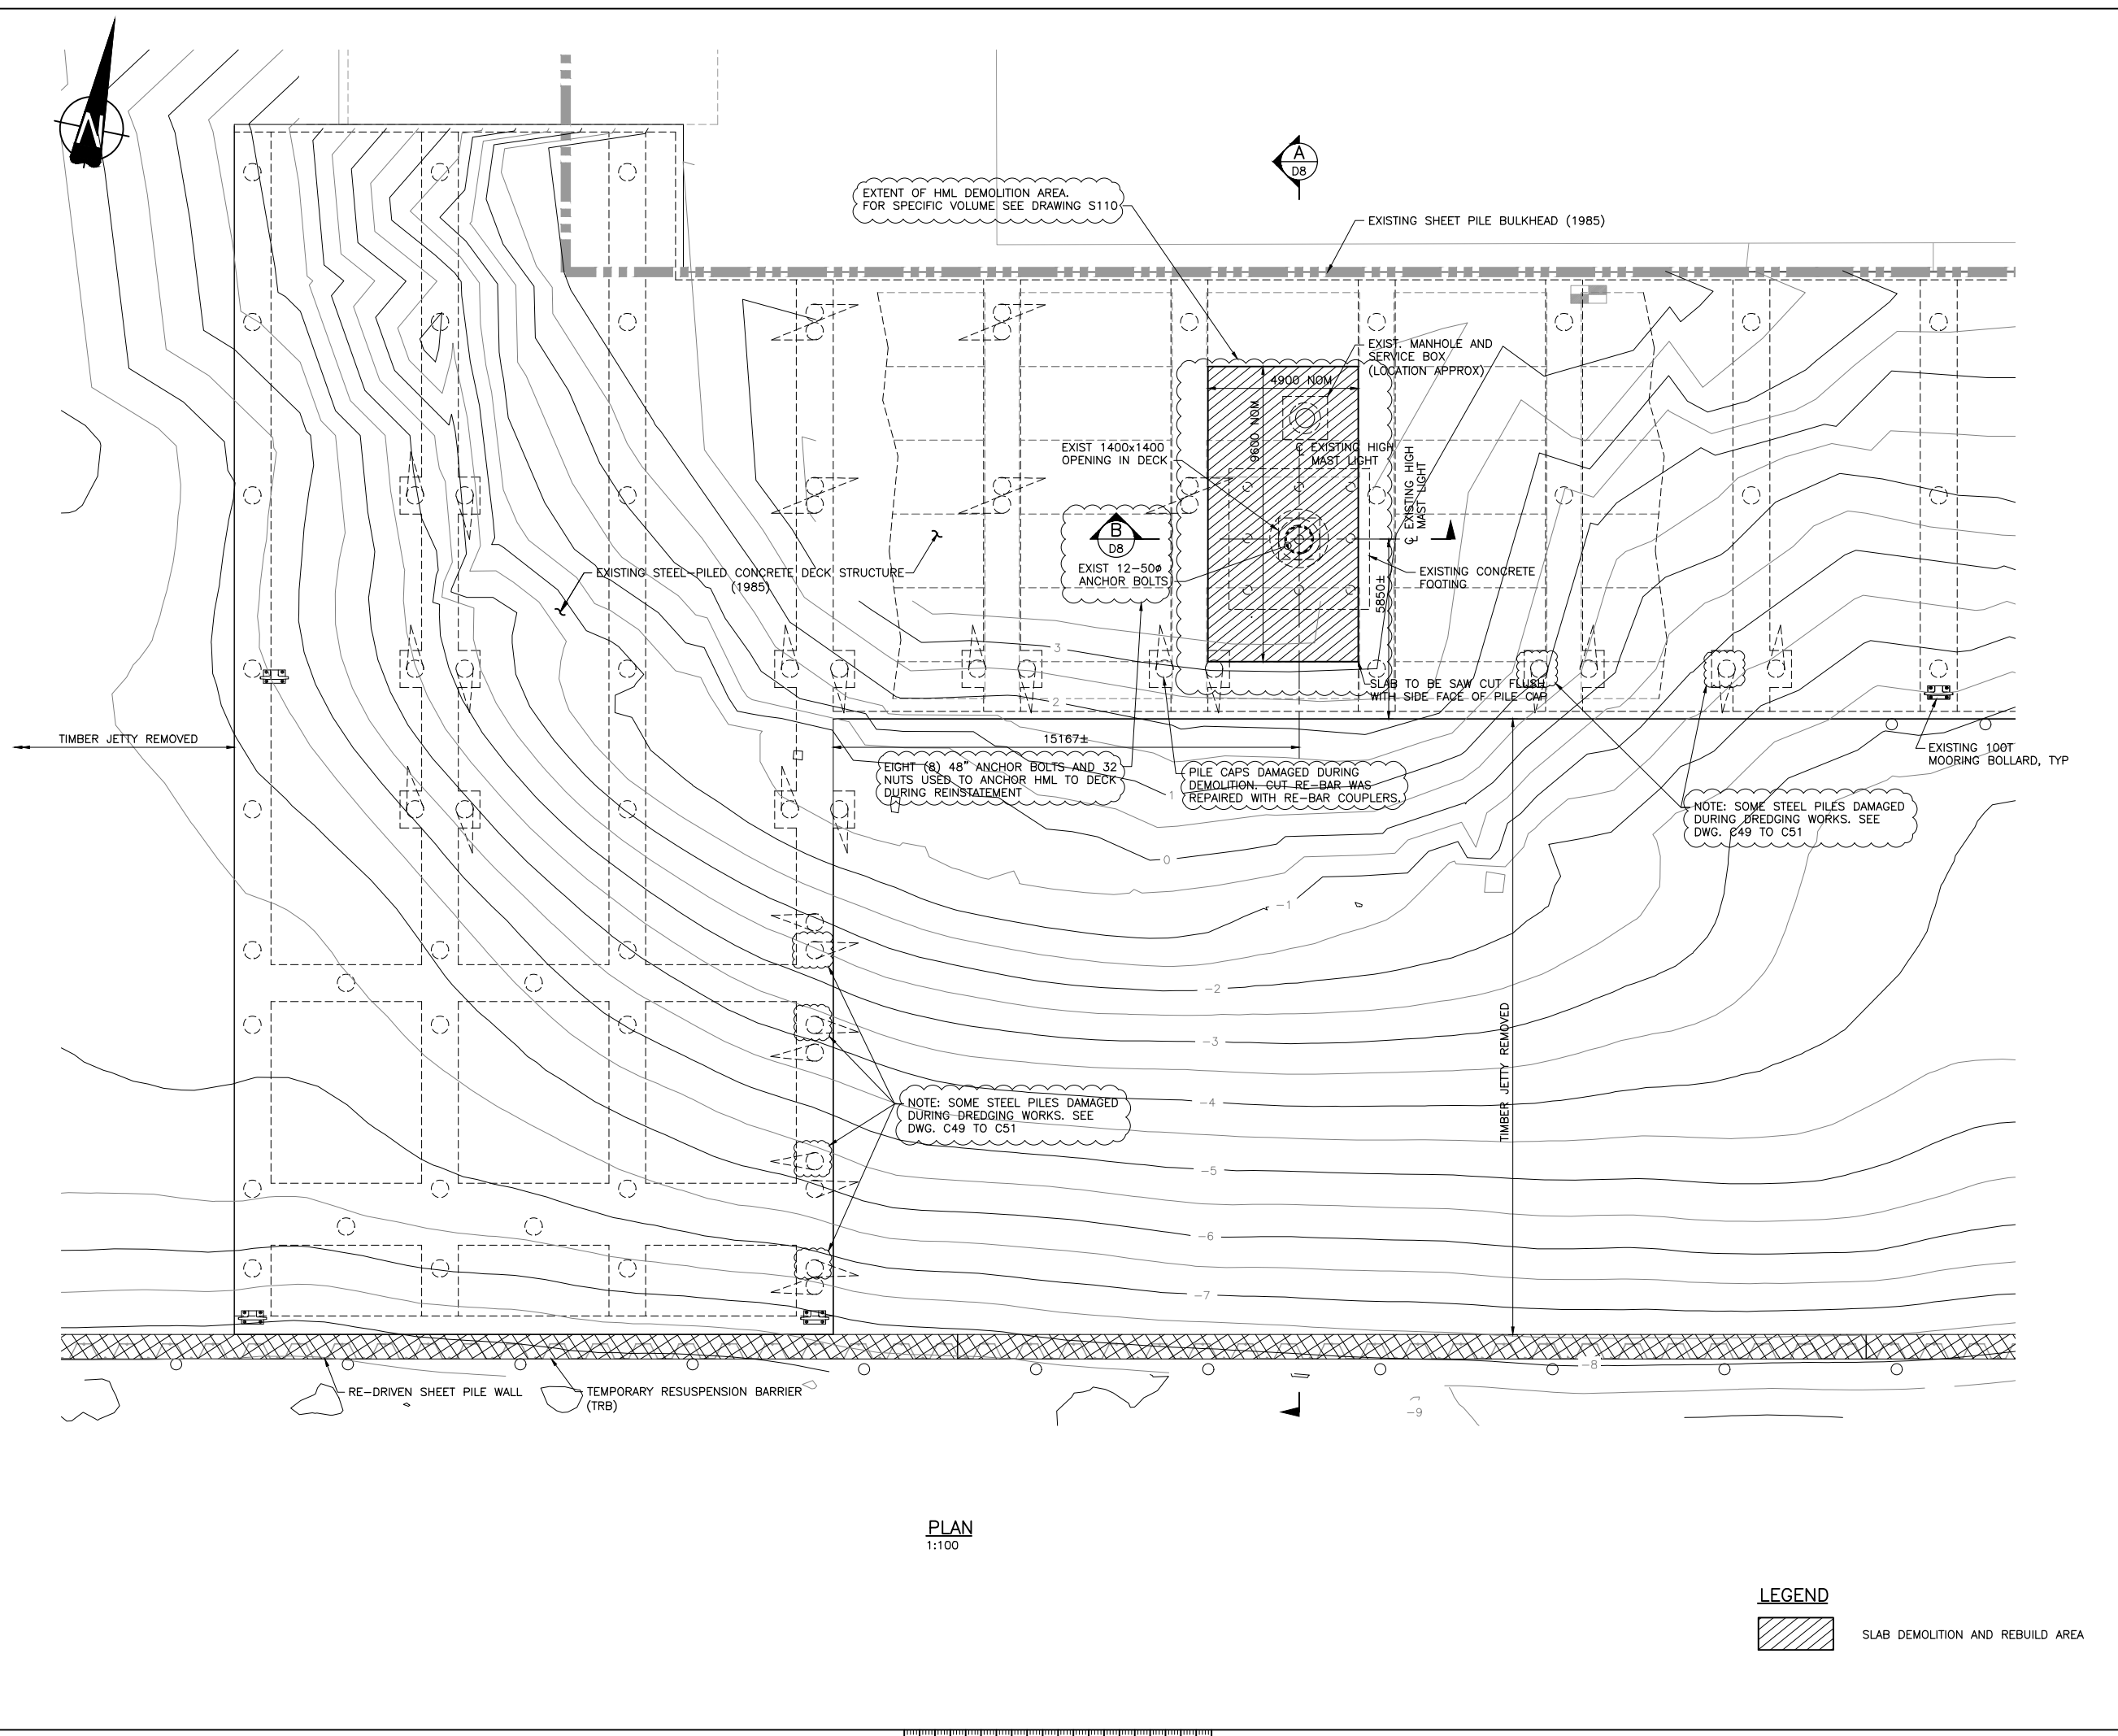 N
A
D8
EXTENT OF HML DEMOLITION AREA.
FOR SPECIFIC VOLUME SEE DRAWING S110
EXISTING SHEET PILE BULKHEAD (1985)
EXIST. MANHOLE AND
SERVICE BOX
(LOCATION APPROX)
4900 NOM
9600 NOM
EXIST 1400x1400
OPENING IN DECK
℄ EXISTING HIGH
MAST LIGHT
℄ EXISTING HIGH
MAST LIGHT
B
D8
EXIST 12-50ø
ANCHOR BOLTS
EXISTING STEEL-PILED CONCRETE DECK STRUCTURE
(1985)
EXISTING CONCRETE
FOOTING
5850±
3
SLAB TO BE SAW CUT FLUSH
WITH SIDE FACE OF PILE CAP
2
TIMBER JETTY REMOVED
15167±
EXISTING 100T
MOORING BOLLARD, TYP
EIGHT (8) 48" ANCHOR BOLTS AND 32
NUTS USED TO ANCHOR HML TO DECK
DURING REINSTATEMENT
1
PILE CAPS DAMAGED DURING
DEMOLITION. CUT RE-BAR WAS
REPAIRED WITH RE-BAR COUPLERS.
NOTE: SOME STEEL PILES DAMAGED
DURING DREDGING WORKS. SEE
DWG. C49 TO C51
0
-1
-2
-3
TIMBER JETTY REMOVED
NOTE: SOME STEEL PILES DAMAGED
DURING DREDGING WORKS. SEE
DWG. C49 TO C51
-4
-5
-6
-7
-8
RE-DRIVEN SHEET PILE WALL
TEMPORARY RESUSPENSION BARRIER
(TRB)
-9
PLAN
1:100
LEGEND
SLAB DEMOLITION AND REBUILD AREA